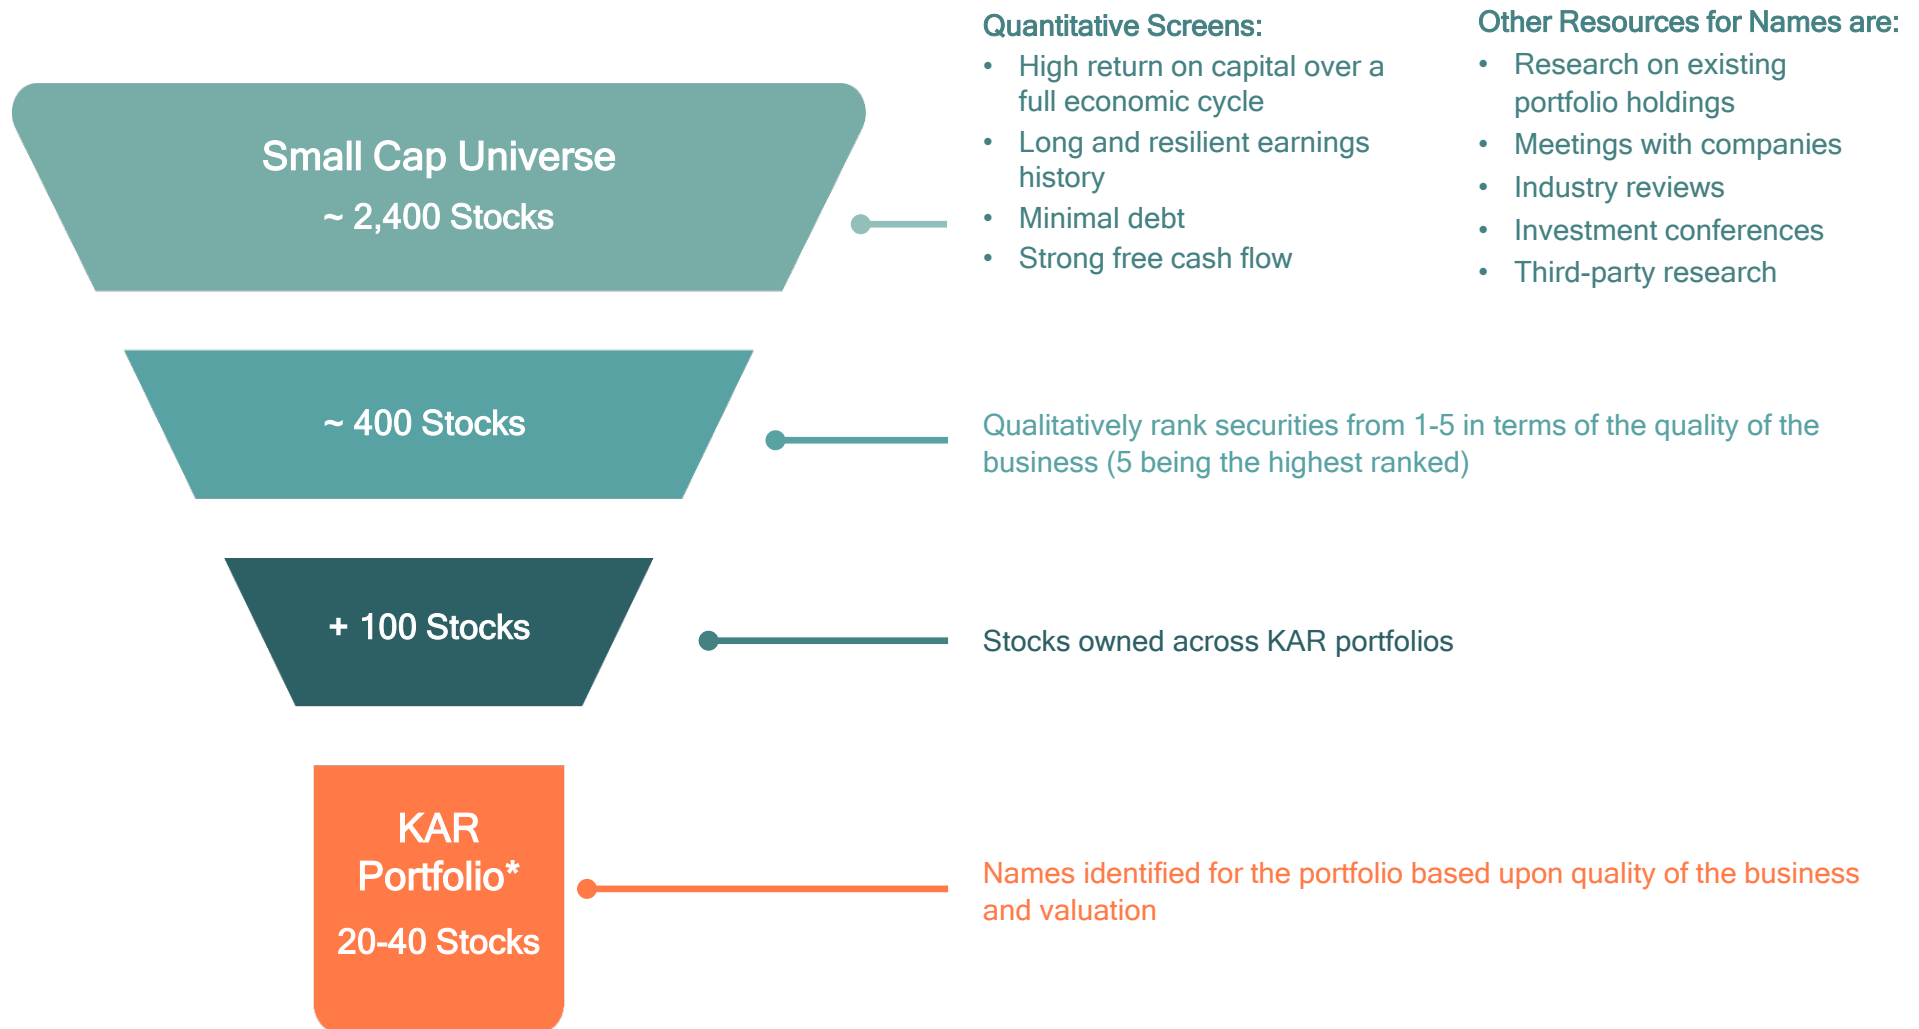 Small Cap Universe
~ 2,400 Stocks
Quantitative Screens:
• High return on capital over a
full economic cycle
• Long and resilient earnings
history
• Minimal debt
• Strong free cash flow
Other Resources for Names are:
• Research on existing
portfolio holdings
• Meetings with companies
• Industry reviews
• Investment conferences
• Third-party research
~ 400 Stocks
Qualitatively rank securities from 1-5 in terms of the quality of the
business (5 being the highest ranked)
+ 100 Stocks
Stocks owned across KAR portfolios
KAR
Portfolio*
20-40 Stocks
Names identified for the portfolio based upon quality of the business
and valuation